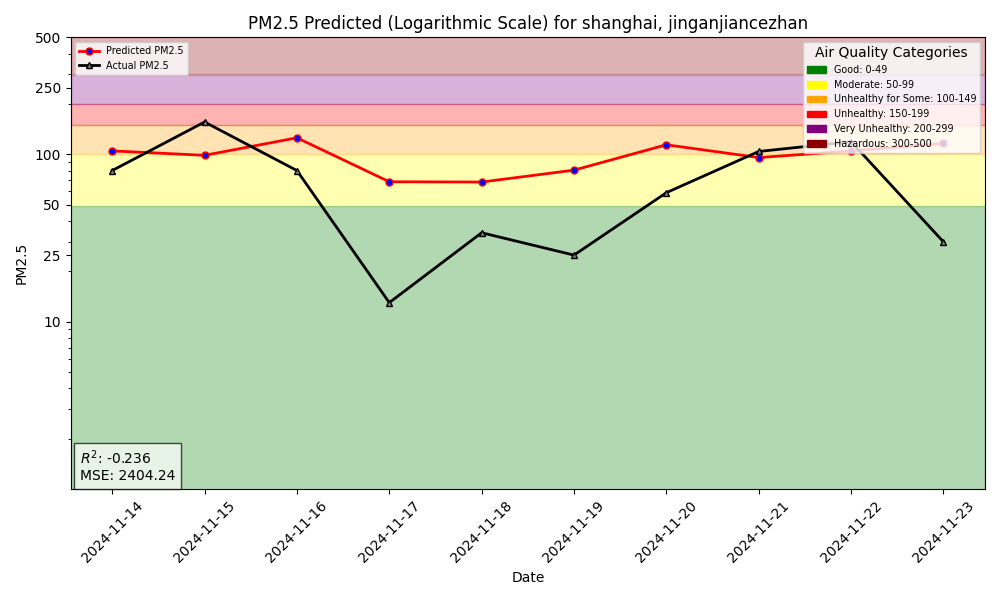 PM2.5 Predicted (Logarithmic Scale) for shanghai, jinganjiancezhan
Predicted PM2.5
Actual PM2.5
Air Quality Categories
Good: 0-49
Moderate: 50-99
Unhealthy for Some: 100-149
Unhealthy: 150-199
Very Unhealthy: 200-299
Hazardous: 300-500
500
250
100
50
25
10
PM2.5
R²: -0.236
MSE: 2404.24
2024-11-14
2024-11-15
2024-11-16
2024-11-17
2024-11-18
2024-11-19
2024-11-20
2024-11-21
2024-11-22
2024-11-23
Date